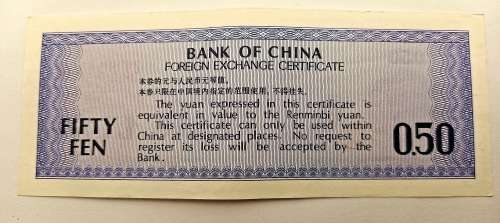 BANK OF CHINA
FOREIGN EXCHANGE CERTIFICATE
本券的元与人民币元等值。
本券只限在中国境内指定的范围使用，不得挂失。
The yuan expressed in this certificate is
equivalent in value to the Renminbi yuan.
This certificate can only be used within
China at designated places. No request to
register its loss will be accepted by the
Bank.
FIFTY
FEN
0.50